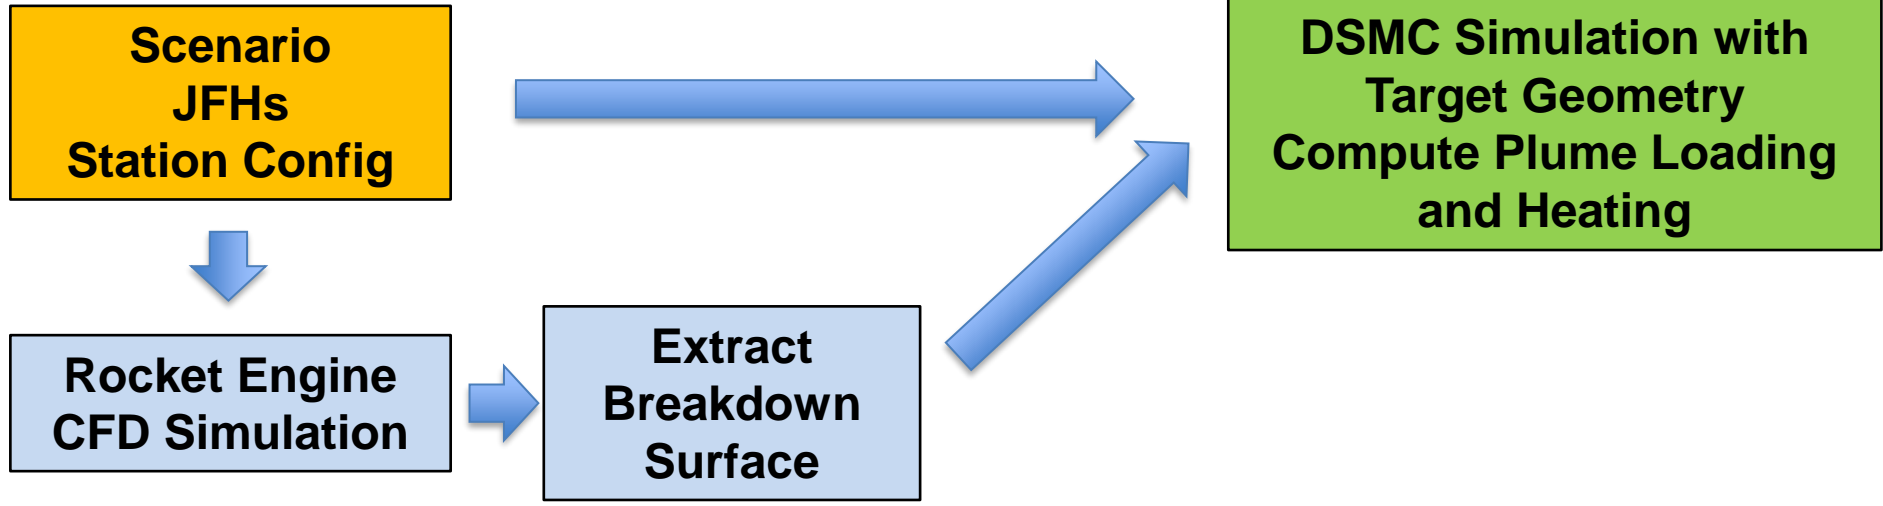 Scenario
JFHs
Station Config
DSMC Simulation with
Target Geometry
Compute Plume Loading
and Heating
Rocket Engine
CFD Simulation
Extract
Breakdown
Surface